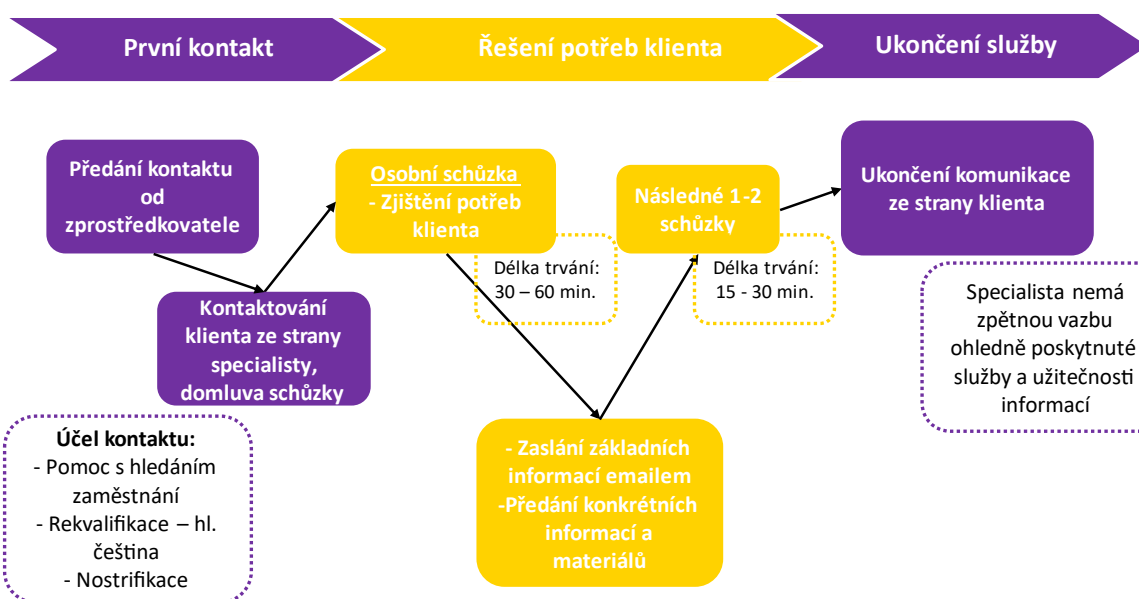 První kontakt
Řešení potřeb klienta
Ukončení služby
Předání kontaktu
od
zprostředkovatele
Kontaktování
klienta ze strany
specialisty,
domluva schůzky
Účel kontaktu:
- Pomoc s hledáním
zaměstnání
- Rekvalifikace – hl.
čeština
- Nostrifikace
Osobní schůzka
- Zjištění potřeb
klienta
Délka trvání:
30 – 60 min.
- Zaslání základních
informací emailem
-Předání konkrétních
informací a
materiálů
Následné 1-2
schůzky
Délka trvání:
15 - 30 min.
Ukončení komunikace
ze strany klienta
Specialista nemá
zpětnou vazbu
ohledně poskytnuté
služby a užitečnosti
informací